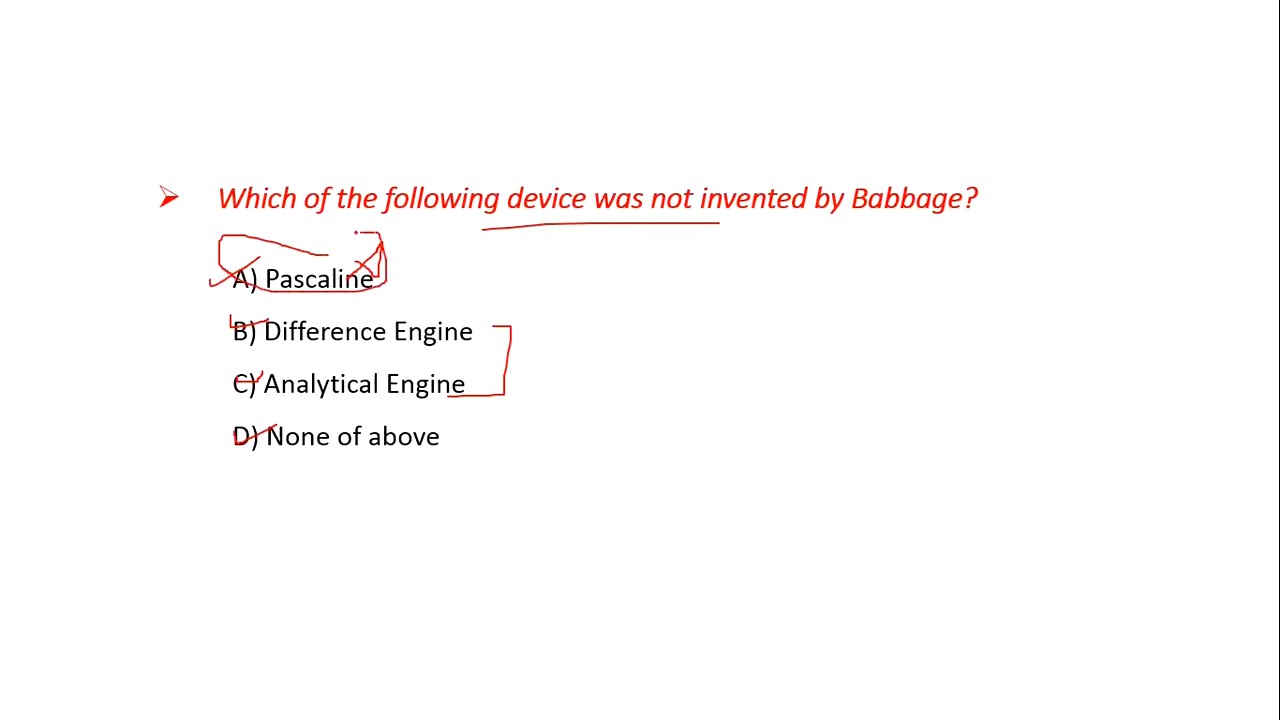 Which of the following device was not invented by Babbage?
A) Pascaline
B) Difference Engine
C) Analytical Engine
D) None of above